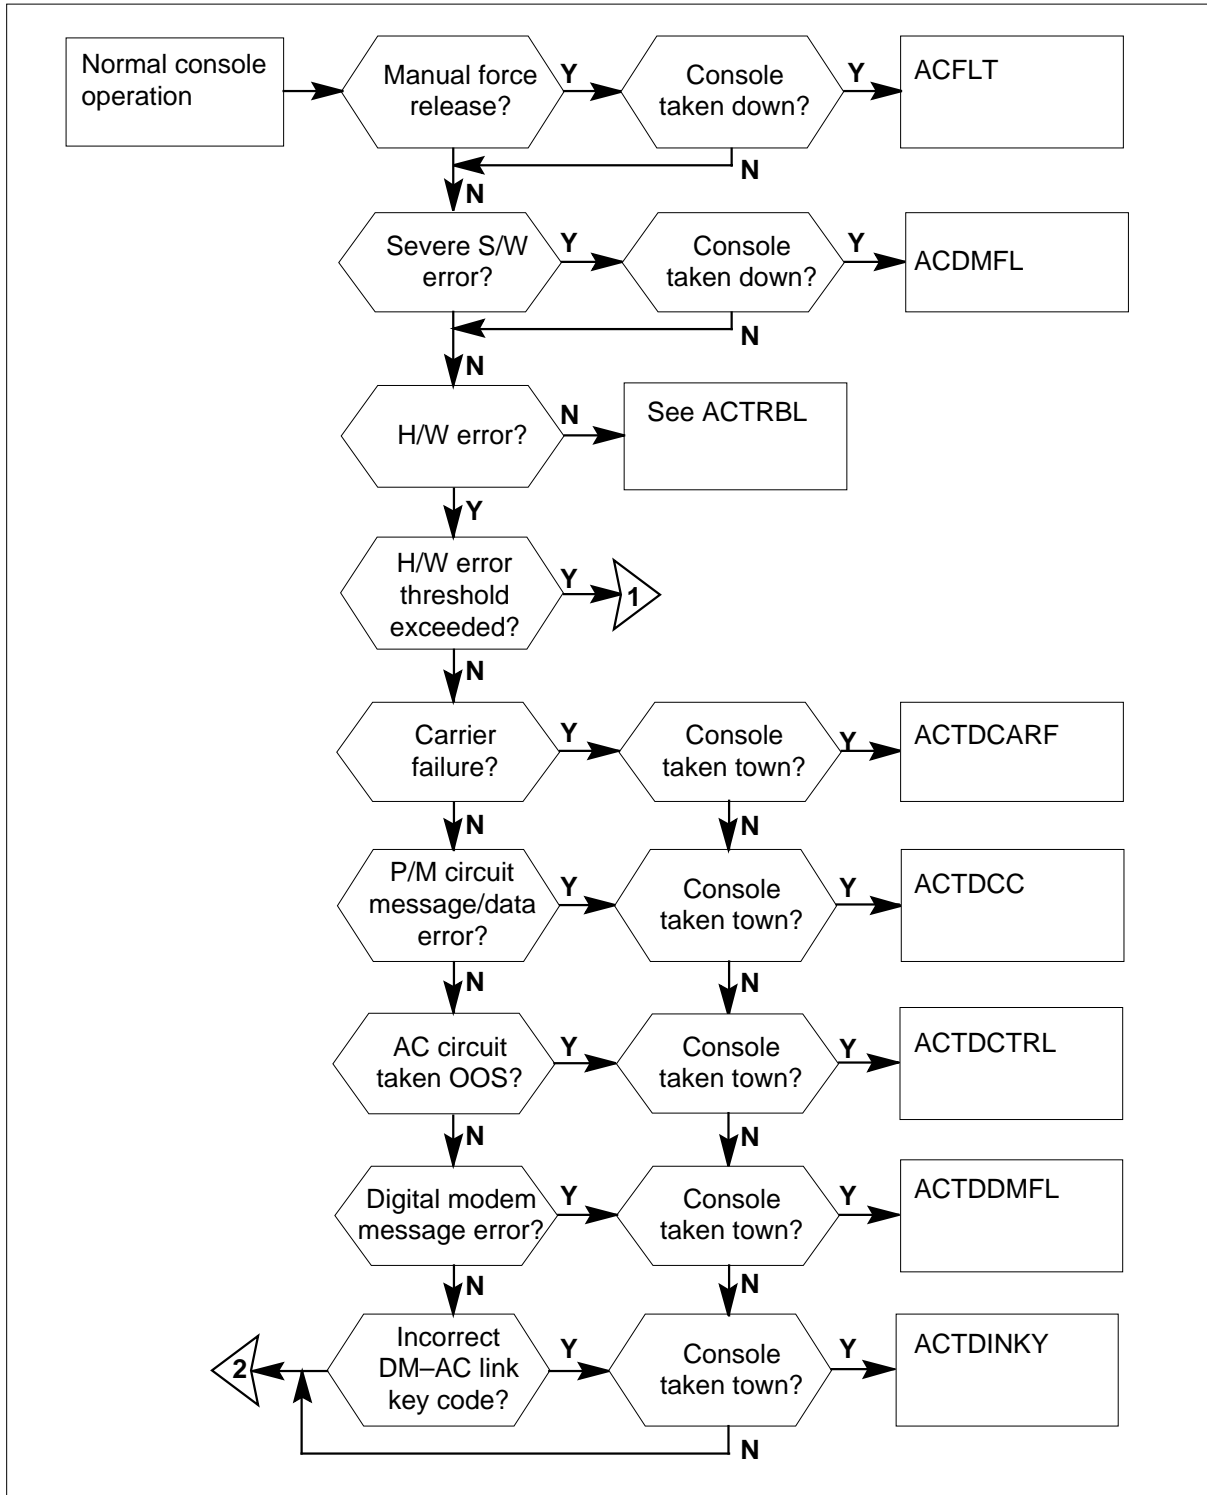 Normal console
operation
Manual force
release?
Y
Console
taken down?
Y
ACFLT
N
N
Severe S/W
error?
Y
Console
taken down?
Y
ACDMFL
N
N
H/W error?
N
See ACTRBL
Y
H/W error
threshold
exceeded?
Y
1
N
Carrier
failure?
Y
Console
taken town?
Y
ACTDCARF
N
N
P/M circuit
message/data
error?
Y
Console
taken town?
Y
ACTDCC
N
N
AC circuit
taken OOS?
Y
Console
taken town?
Y
ACTDCTRL
N
N
Digital modem
message error?
Y
Console
taken town?
Y
ACTDDMFL
N
N
2
Incorrect
DM–AC link
key code?
Y
Console
taken town?
Y
ACTDINKY
N